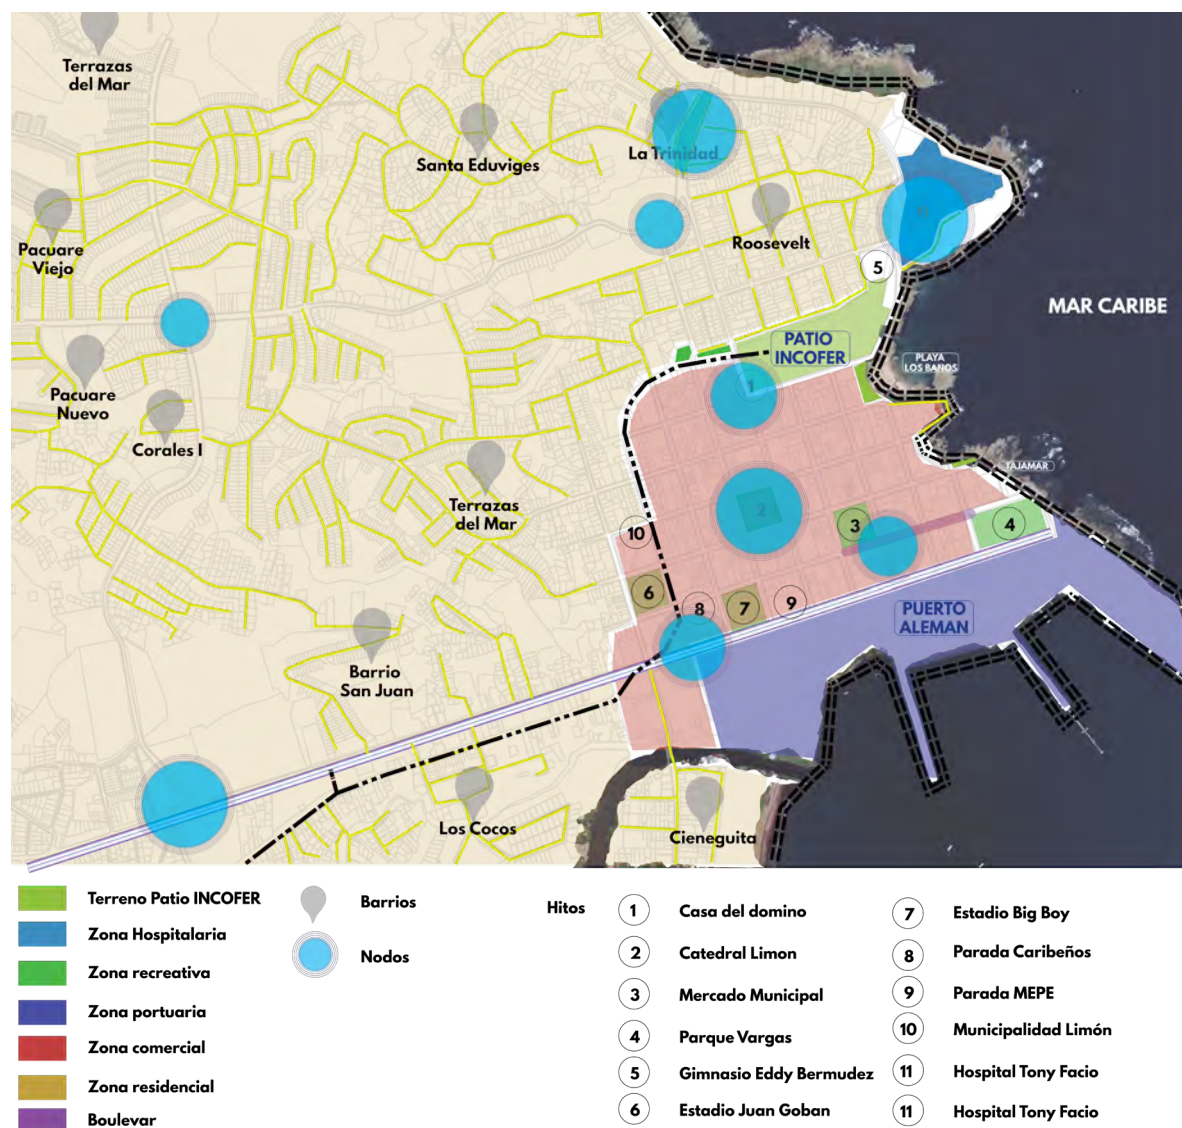 Terrazas
del Mar
Santa Eduviges
La Trinidad
11
Pacuare
Viejo
Roosevelt
5
MAR CARIBE
PATIO
INCOFER
PLAYA
LOS BAÑOS
1
Pacuare
Nuevo
Corales I
TAJAMAR
Terrazas
del Mar
2
3
4
10
6
8
7
9
PUERTO
ALEMAN
Barrio
San Juan
Los Cocos
Cieneguita
Terreno Patio INCOFER
Zona Hospitalaria
Zona recreativa
Zona portuaria
Zona comercial
Zona residencial
Boulevar
Barrios
Nodos
Hitos
1 Casa del domino
2 Catedral Limon
3 Mercado Municipal
4 Parque Vargas
5 Gimnasio Eddy Bermudez
6 Estadio Juan Goban
7 Estadio Big Boy
8 Parada Caribeños
9 Parada MEPE
10 Municipalidad Limón
11 Hospital Tony Facio
11 Hospital Tony Facio